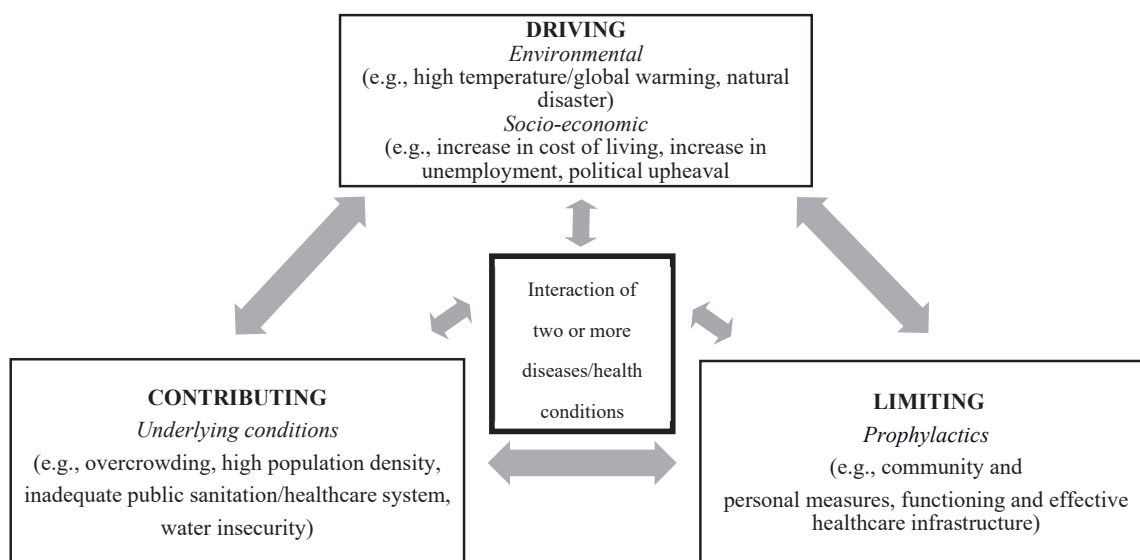 DRIVING
Environmental
(e.g., high temperature/global warming, natural
disaster)
Socio-economic
(e.g., increase in cost of living, increase in
unemployment, political upheaval
Interaction of
two or more
diseases/health
conditions
CONTRIBUTING
Underlying conditions
(e.g., overcrowding, high population density,
inadequate public sanitation/healthcare system,
water insecurity)
LIMITING
Prophylactics
(e.g., community and
personal measures, functioning and effective
healthcare infrastructure)